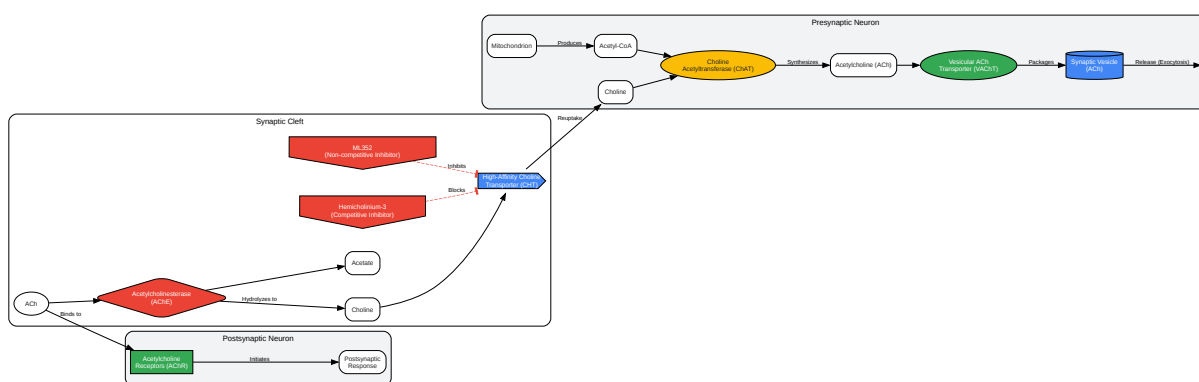 Presynaptic Neuron
Mitochondrion
Produces
Acetyl-CoA
Choline
Acetyltransferase (ChAT)
Synthesizes
Acetylcholine (ACh)
Vesicular ACh
Transporter (VAChT)
Packages
Synaptic Vesicle
(ACh)
Release (Exocytosis)
Choline
Reuptake
Synaptic Cleft
ML352
(Non-competitive Inhibitor)
Inhibits
High-Affinity Choline
Transporter (CHT)
Blocks
Hemicholinium-3
(Competitive Inhibitor)
Acetate
Acetylcholinesterase
(AChE)
Hydrolyzes to
Choline
ACh
Binds to
Postsynaptic Neuron
Acetylcholine
Receptors (AChR)
Initiates
Postsynaptic
Response